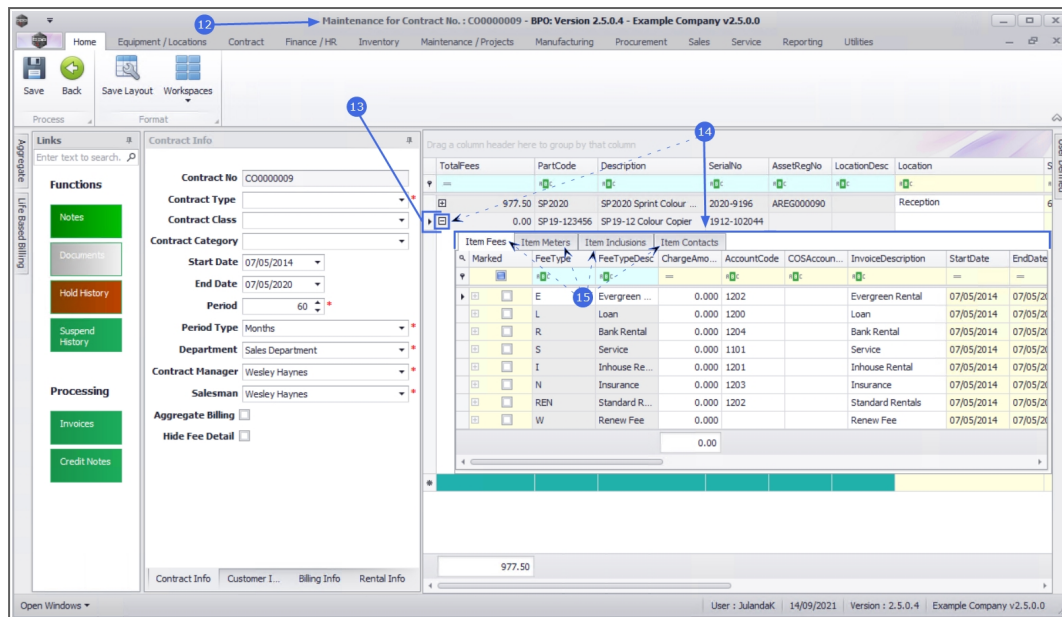 12
Maintenance for Contract No. : CO0000009 - BPO: Version 2.5.0.4 - Example Company v2.5.0.0
Home Equipment / Locations Contract Finance / HR Inventory Maintenance / Projects Manufacturing Procurement Sales Service Reporting Utilities
Save Back Save Layout Workspaces
Process Format
13
14
Aggregate
Life Based Billing
Links
Enter text to search.
Functions
Notes
Documents
Hold History
Suspend
History
Processing
Invoices
Credit Notes
Contract Info
Contract No CO0000009
Contract Type *
Contract Class
Contract Category
Start Date 07/05/2014
End Date 07/05/2020
Period 60 *
Period Type Months *
Department Sales Department *
Contract Manager Wesley Haynes *
Salesman Wesley Haynes *
Aggregate Billing
Hide Fee Detail
Contract Info Customer I... Billing Info Rental Info
Drag a column header here to group by that column
TotalFees PartCode Description SerialNo AssetRegNo LocationDesc Location S
977.50 SP2020 SP2020 Sprint Colour ... 2020-9196 AREG000090 Reception 6
0.00 SP19-123456 SP19-12 Colour Copier 1912-102044
Item Fees Item Meters Item Inclusions Item Contacts
Marked FeeType FeeTypeDesc ChargeAmo... AccountCode COSAccoun... InvoiceDescription StartDate EndDate
15
E Evergreen ... 0.000 1202 Evergreen Rental 07/05/2014 07/05/20
L Loan 0.000 1200 Loan 07/05/2014 07/05/20
R Bank Rental 0.000 1204 Bank Rental 07/05/2014 07/05/20
S Service 0.000 1101 Service 07/05/2014 07/05/20
I Inhouse Re... 0.000 1201 Inhouse Rental 07/05/2014 07/05/20
N Insurance 0.000 1203 Insurance 07/05/2014 07/05/20
REN Standard R... 0.000 1202 Standard Rentals 07/05/2014 07/05/20
W Renew Fee 0.000 Renew Fee 07/05/2014 07/05/20
0.00
977.50
User Defined
Open Windows User : JulandaK 14/09/2021 Version : 2.5.0.4 Example Company v2.5.0.0